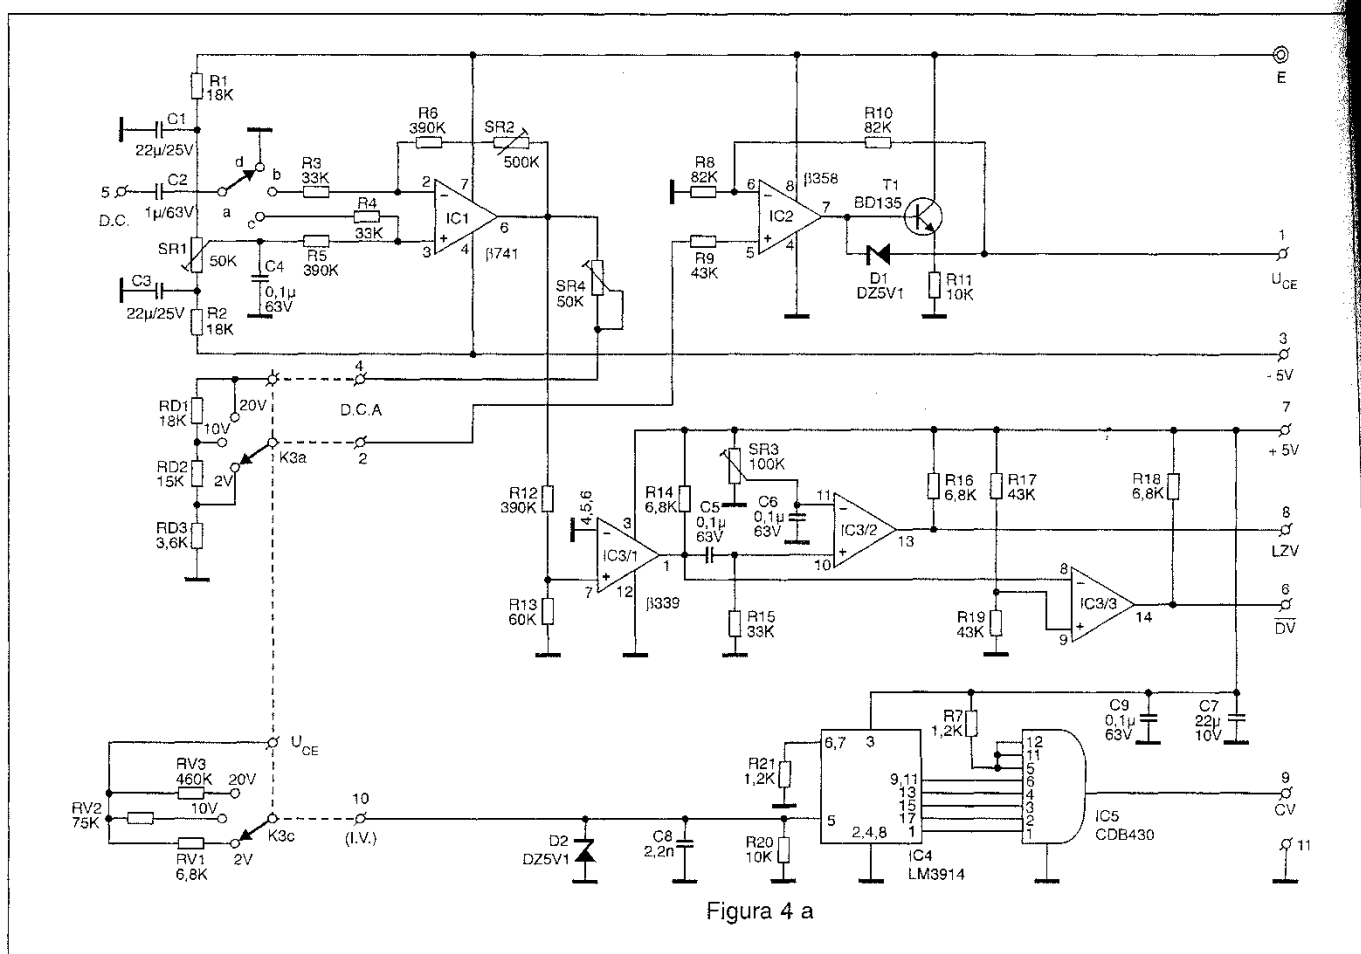 E
R1
18K
C1
22µ/25V
R6
390K
SR2
500K
R10
82K
d
b
R3
33K
R8
82K
β358
5
C2
1µ/63V
D.C.
a
c
R4
33K
2
7
IC1
6
3
4
β741
6
8
IC2
7
5
4
T1
BD135
SR1
50K
R5
390K
C4
0,1µ
63V
SR4
50K
R9
43K
D1
DZ5V1
R11
10K
1
U CE
C3
22µ/25V
R2
18K
3
- 5V
4
D.C.A
2
RD1
18K
20V
10V
K3a
RD2
15K
2V
RD3
3,6K
7
+ 5V
R12
390K
4,5,6
3
IC3/1
1
7
12
β339
R13
60K
R14
6,8K
SR3
100K
C5
0,1µ
63V
C6
0,1µ
63V
11
IC3/2
10
13
R16
6,8K
R17
43K
R18
6,8K
8
LZV
R15
33K
R19
43K
8
IC3/3
9
14
6
DV
U CE
RV3
460K
20V
RV2
75K
10V
K3c
RV1
6,8K
2V
10
(I.V.)
D2
DZ5V1
C8
2,2n
R21
1,2K
R20
10K
6,7
3
9,11
13
15
17
1
5
2,4,8
IC4
LM3914
R7
1,2K
12
11
5
6
4
3
2
1
IC5
CDB430
C9
0,1µ
63V
C7
22µ
10V
9
CV
11
Figura 4 a